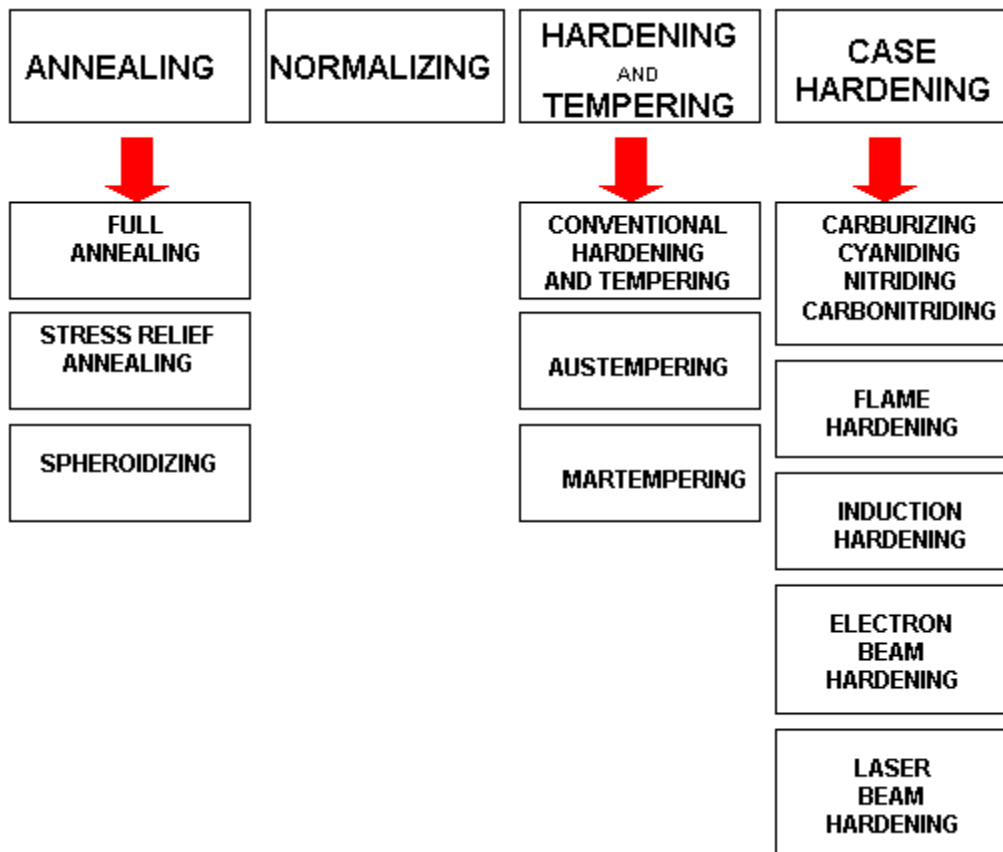 ANNEALING
NORMALIZING
HARDENING
AND
TEMPERING
CASE
HARDENING
FULL
ANNEALING
STRESS RELIEF
ANNEALING
SPHEROIDIZING
CONVENTIONAL
HARDENING
AND TEMPERING
AUSTEMPERING
MARTEMPERING
CARBURIZING
CYANIDING
NITRIDING
CARBONITRIDING
FLAME
HARDENING
INDUCTION
HARDENING
ELECTRON
BEAM
HARDENING
LASER
BEAM
HARDENING